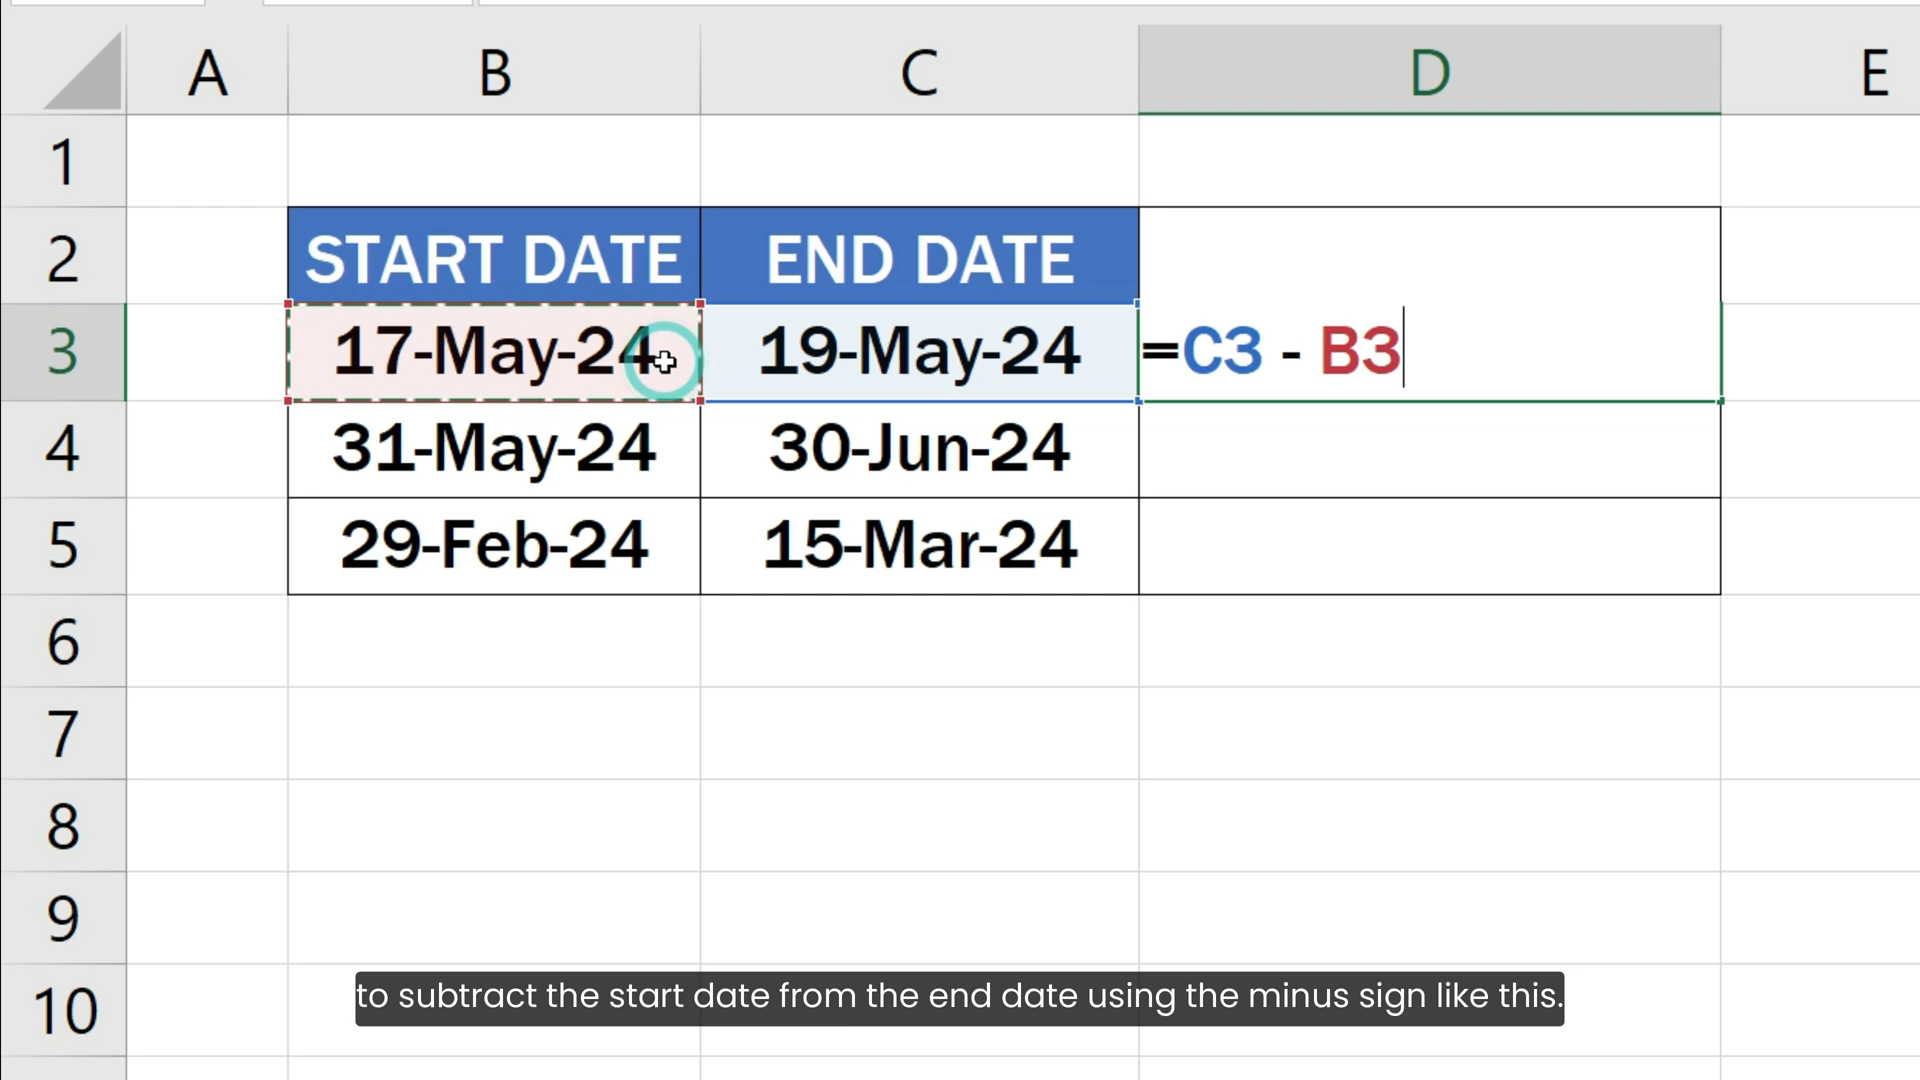 A B C D E
1
2 START DATE END DATE
3 17-May-24 19-May-24 =C3 - B3
4 31-May-24 30-Jun-24
5 29-Feb-24 15-Mar-24
6
7
8
9
10
to subtract the start date from the end date using the minus sign like this.